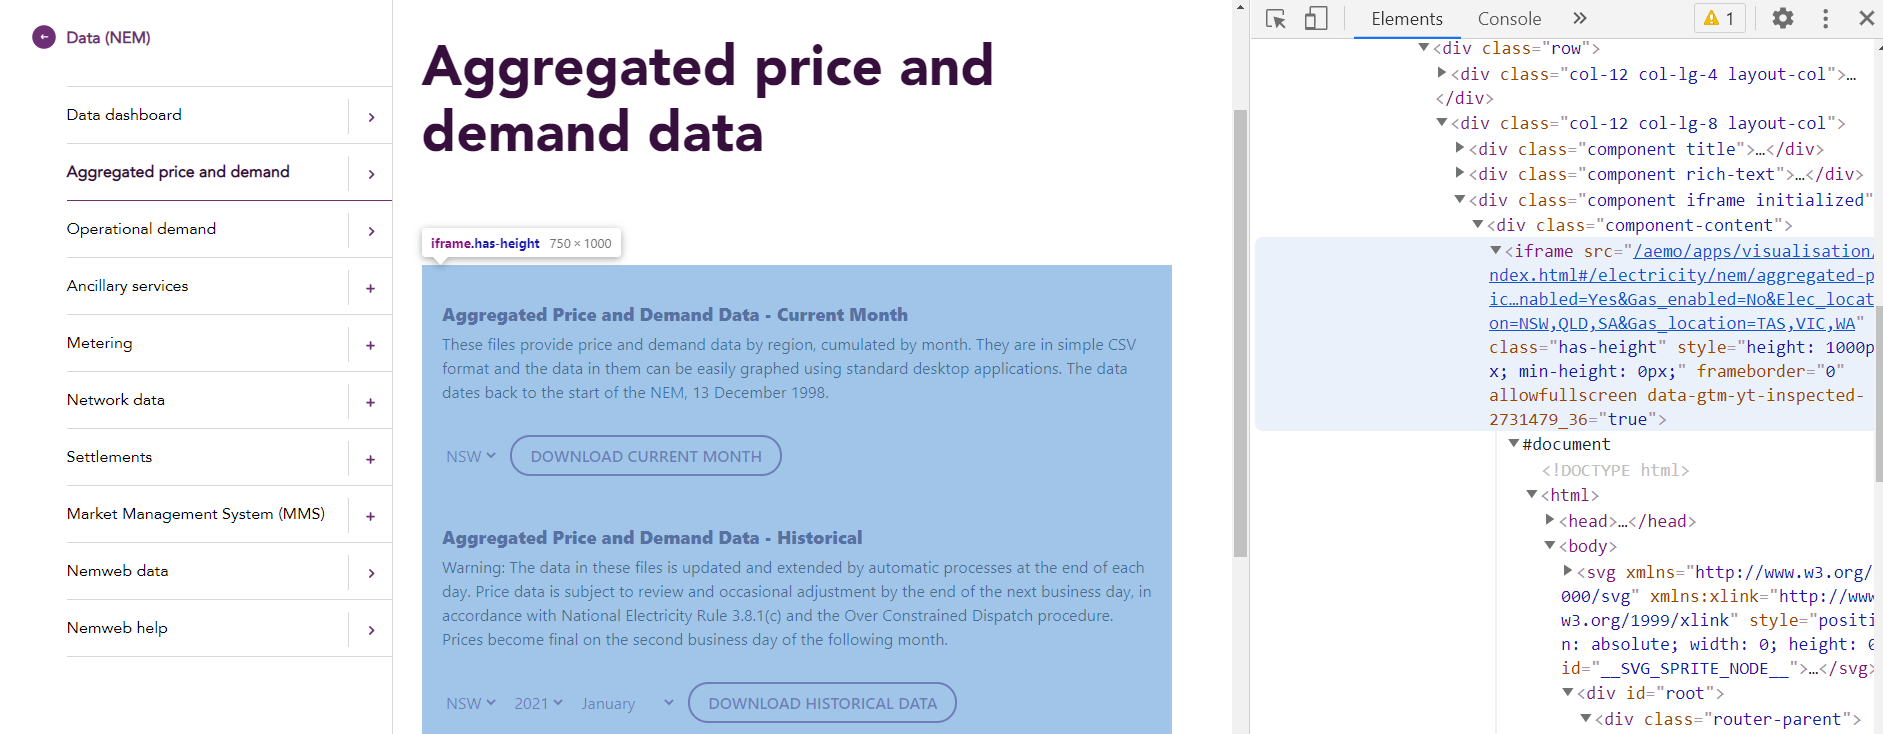 Data (NEM)
Data dashboard
Aggregated price and demand
Operational demand
Ancillary services
Metering
Network data
Settlements
Market Management System (MMS)
Nemweb data
Nemweb help
Aggregated price and
demand data
iframe.has-height 750 × 1000
Aggregated Price and Demand Data - Current Month
These files provide price and demand data by region, cumulated by month. They are in simple CSV
format and the data in them can be easily graphed using standard desktop applications. The data
dates back to the start of the NEM, 13 December 1998.
NSW DOWNLOAD CURRENT MONTH
Aggregated Price and Demand Data - Historical
Warning: The data in these files is updated and extended by automatic processes at the end of each
day. Price data is subject to review and occasional adjustment by the end of the next business day, in
accordance with National Electricity Rule 3.8.1(c) and the Over Constrained Dispatch procedure.
Prices become final on the second business day of the following month.
NSW 2021 January DOWNLOAD HISTORICAL DATA
Elements Console » 1
<div class="row">
<div class="col-12 col-lg-4 layout-col">…
</div>
<div class="col-12 col-lg-8 layout-col">
<div class="component title">…</div>
<div class="component rich-text">…</div>
<div class="component iframe initialized"
<div class="component-content">
<iframe src="/aemo/apps/visualisation/
ndex.html#/electricity/nem/aggregated-p
ic…nabled=Yes&Gas_enabled=No&Elec_locat
on=NSW,QLD,SA&Gas_location=TAS,VIC,WA"
class="has-height" style="height: 1000p
x; min-height: 0px;" frameborder="0"
allowfullscreen data-gtm-yt-inspected-
2731479_36="true">
#document
<!DOCTYPE html>
<html>
<head>…</head>
<body>
<svg xmlns="http://www.w3.org/
000/svg" xmlns:xlink="http://www
w3.org/1999/xlink" style="positi
n: absolute; width: 0; height: 0
id="__SVG_SPRITE_NODE__">…</svg>
<div id="root">
<div class="router-parent">